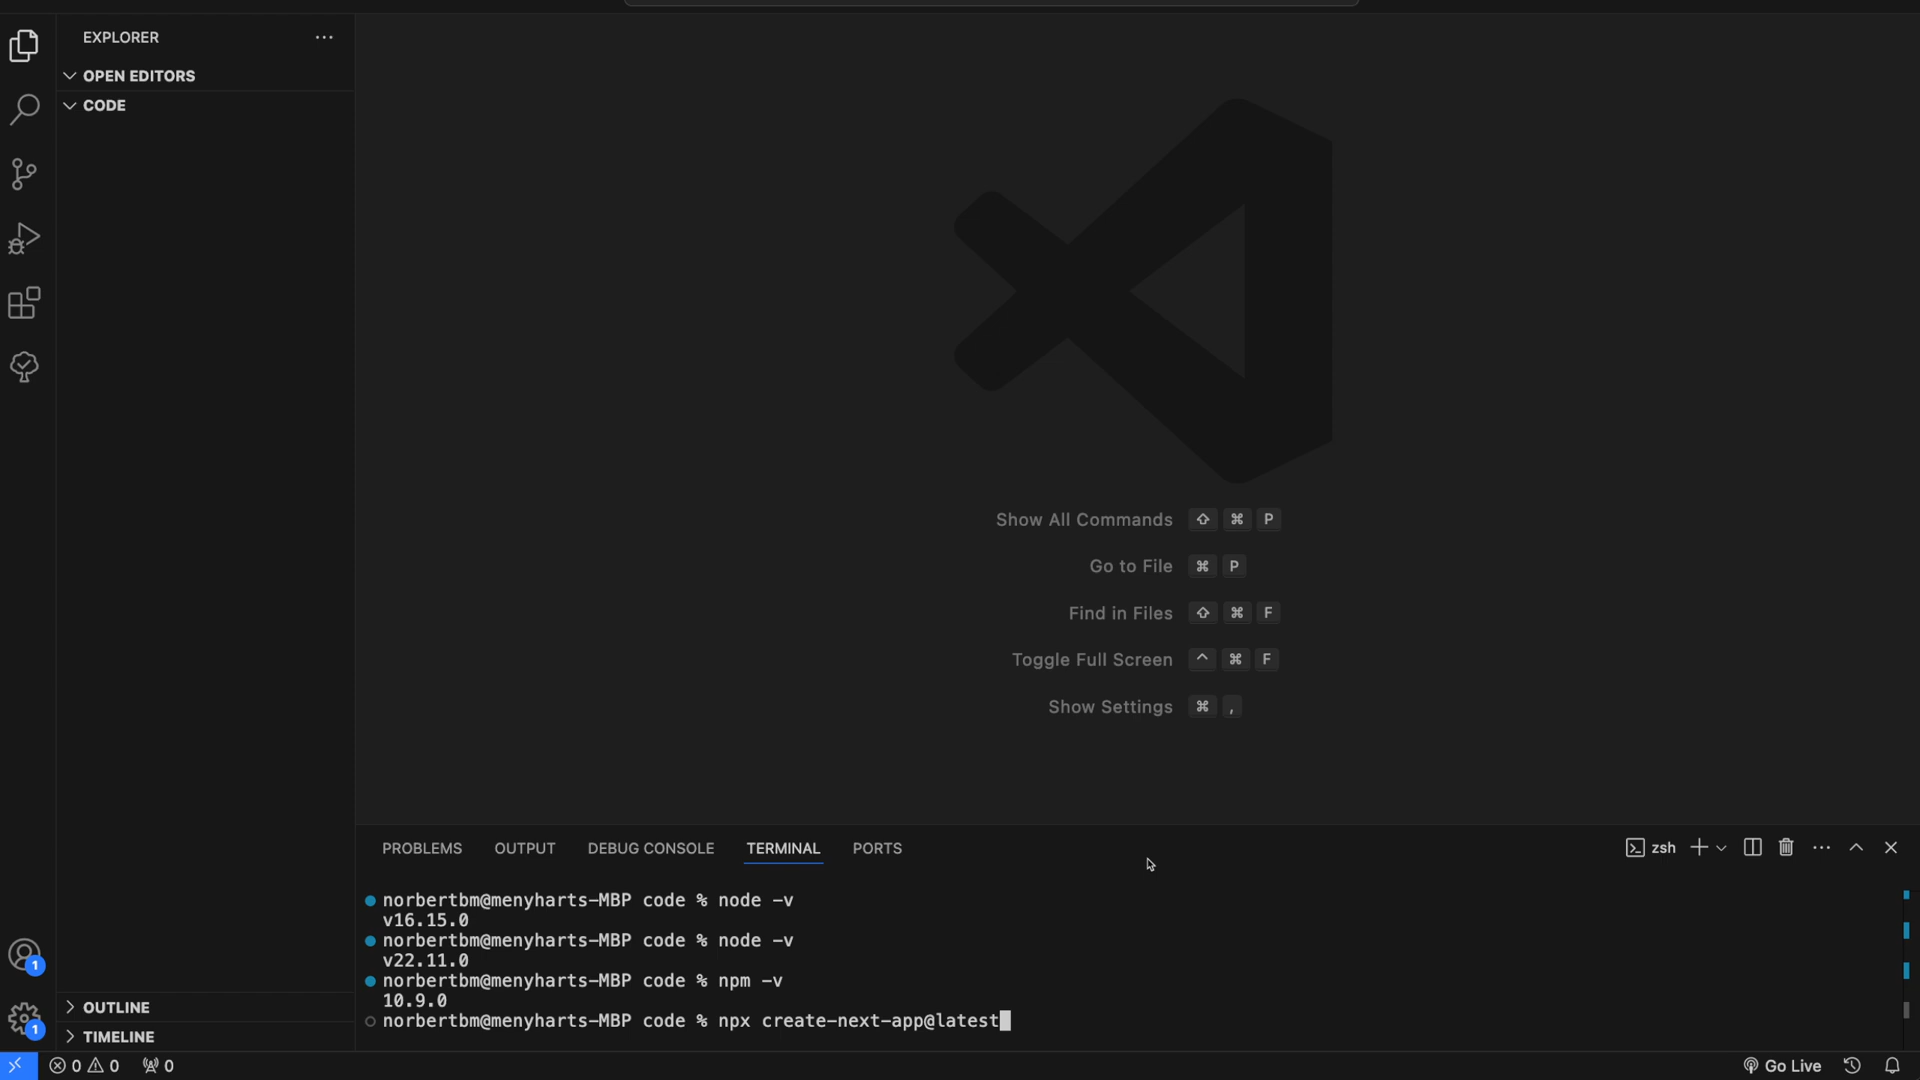 EXPLORER
OPEN EDITORS
CODE
Show All Commands ⇧ ⌘ P
Go to File ⌘ P
Find in Files ⇧ ⌘ F
Toggle Full Screen ^ ⌘ F
Show Settings ⌘ ,
PROBLEMS OUTPUT DEBUG CONSOLE TERMINAL PORTS zsh
norbertbm@menyharts-MBP code % node -v
v16.15.0
norbertbm@menyharts-MBP code % node -v
v22.11.0
norbertbm@menyharts-MBP code % npm -v
10.9.0
norbertbm@menyharts-MBP code % npx create-next-app@latest
1
1
OUTLINE
TIMELINE
0 0 0 Go Live